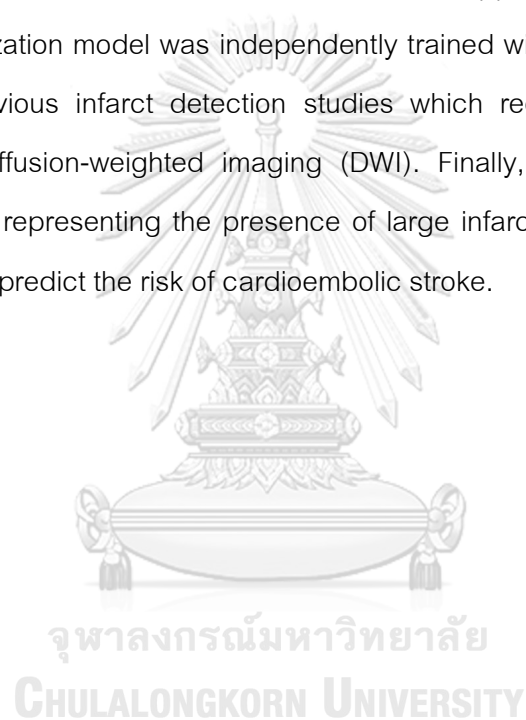 zation model was independently trained wi
vious infarct detection studies which re
ffusion-weighted imaging (DWI). Finally,
representing the presence of large infarc
predict the risk of cardioembolic stroke.
จุฬาลงกรณ์มหาวิทยาลัย
CHULALONGKORN UNIVERSITY